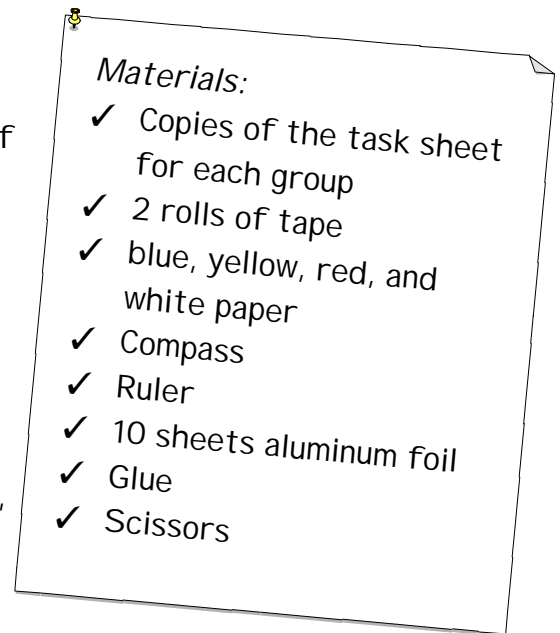 Materials:
✓ Copies of the task sheet
for each group
✓ 2 rolls of tape
✓ blue, yellow, red, and
white paper
✓ Compass
✓ Ruler
✓ 10 sheets aluminum foil
✓ Glue
✓ Scissors